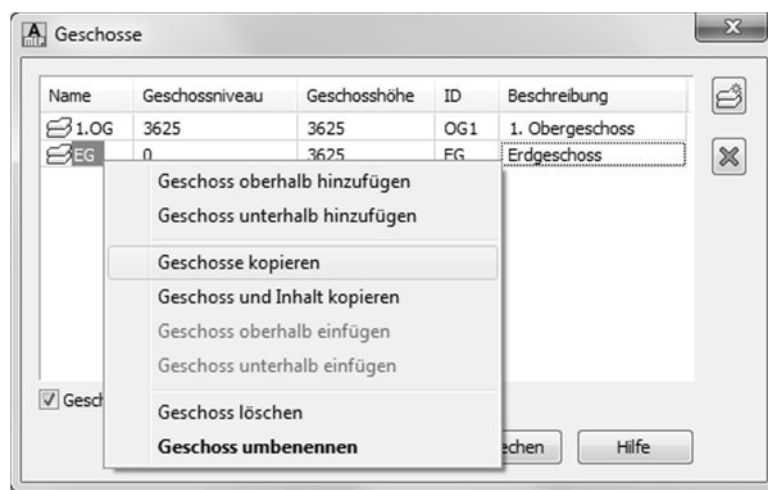 Geschosse
Name Geschossniveau Geschosshöhe ID Beschreibung
1.OG 3625 3625 OG1 1. Obergeschoss
EG 0 3625 EG Erdgeschoss
Geschoss oberhalb hinzufügen
Geschoss unterhalb hinzufügen
Geschosse kopieren
Geschoss und Inhalt kopieren
Geschoss oberhalb einfügen
Geschoss unterhalb einfügen
Gesch
Geschoss löschen
Geschoss umbenennen
echen Hilfe